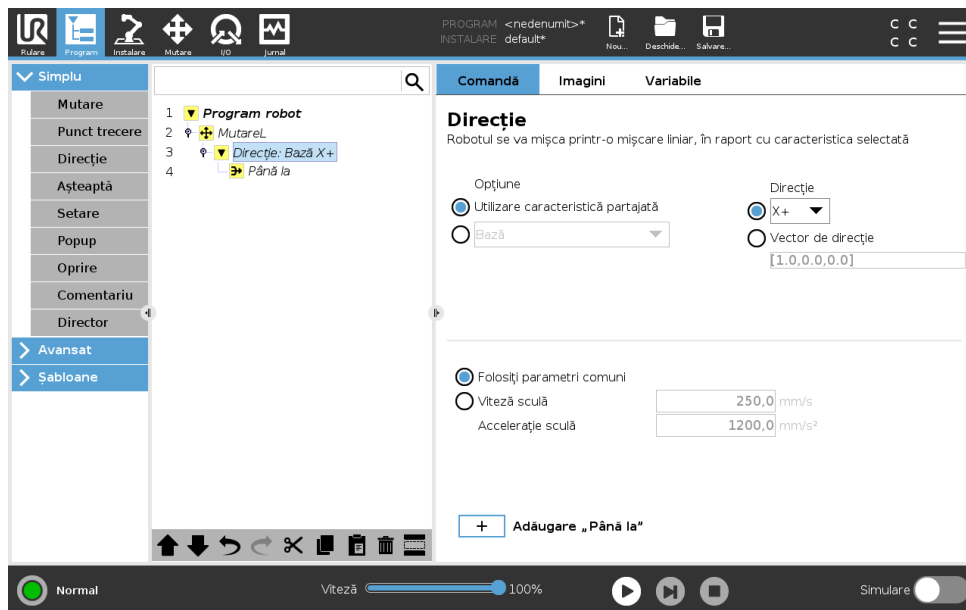 PROGRAM <nedenumit>*
INSTALARE default*
Rulare
Program
Instalare
Mutare
I/O
Jurnal
Nou...
Deschide...
Salvare...
C C
C C
Simplu
Mutare
Punct trecere
Direcție
Așteaptă
Setare
Popup
Oprire
Comentariu
Director
Avansat
Șabloane
1 Program robot
2 MutareL
3 Direcție: Bază X+
4 Până la
Comandă
Imagini
Variabile
Direcție
Robotul se va mișca printr-o mișcare liniar, în raport cu caracteristica selectată
Opțiune
Utilizare caracteristică partajată
Bază
Direcție
X+
Vector de direcție
[1.0,0.0,0.0]
Folosiți parametri comuni
Viteză sculă 250,0 mm/s
Accelerație sculă 1200,0 mm/s²
+ Adăugare „Până la”
Normal
Viteză 100%
Simulare